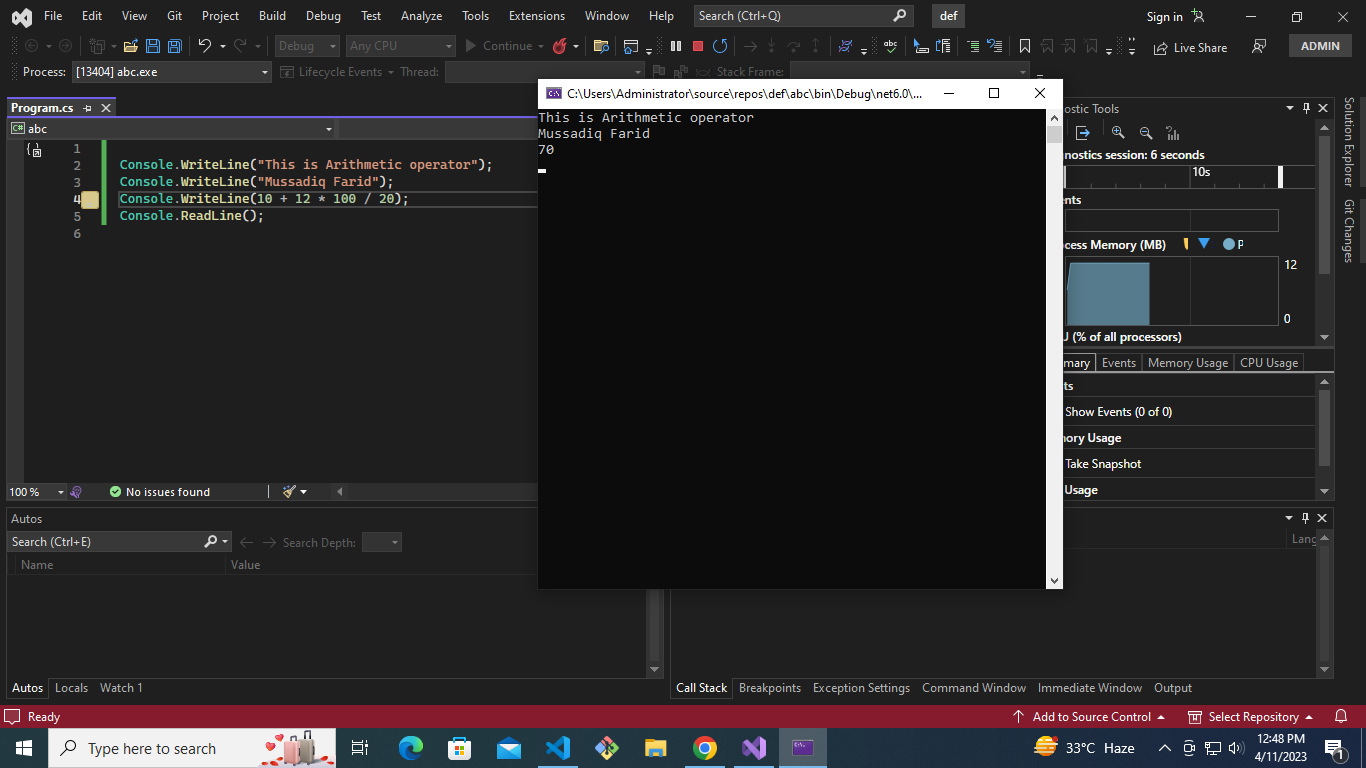 File Edit View Git Project Build Debug Test Analyze Tools Extensions Window Help Search (Ctrl+Q) def Sign in
Debug Any CPU Continue Live Share ADMIN
Process: [13404] abc.exe Lifecycle Events Thread: Stack Frame:
Program.cs
abc
1
2 Console.WriteLine("This is Arithmetic operator");
3 Console.WriteLine("Mussadiq Farid");
4 Console.WriteLine(10 + 12 * 100 / 20);
5 Console.ReadLine();
6
100 % No issues found
C:\Users\Administrator\source\repos\def\abc\bin\Debug\net6.0\...
This is Arithmetic operator
Mussadiq Farid
70
ostic Tools
nostics session: 6 seconds
10s
ents
cess Memory (MB) P
12
0
U (% of all processors)
mary Events Memory Usage CPU Usage
ts
Show Events (0 of 0)
ory Usage
Take Snapshot
Usage
Solution Explorer
Git Changes
Autos
Search (Ctrl+E) Search Depth:
Name Value
Lang
Autos Locals Watch 1
Call Stack Breakpoints Exception Settings Command Window Immediate Window Output
Ready Add to Source Control Select Repository
Type here to search
33°C Haze
12:48 PM
4/11/2023
1